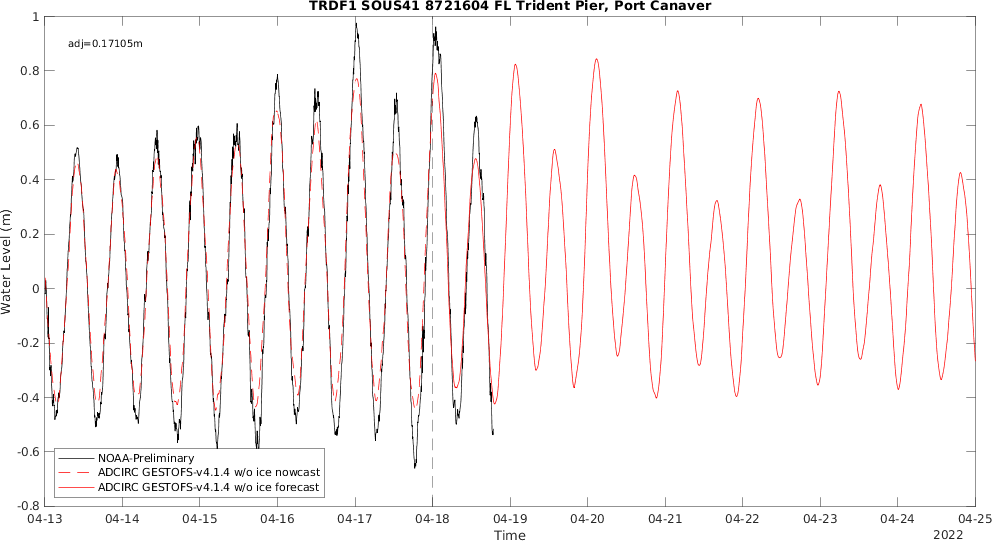 TRDF1 SOUS41 8721604 FL Trident Pier, Port Canaver
adj=0.17105m
1
0.8
0.6
0.4
0.2
0
-0.2
-0.4
-0.6
-0.8
Water Level (m)
NOAA-Preliminary
ADCIRC GESTOFS-v4.1.4 w/o ice nowcast
ADCIRC GESTOFS-v4.1.4 w/o ice forecast
04-13 04-14 04-15 04-16 04-17 04-18 04-19 04-20 04-21 04-22 04-23 04-24 04-25
Time
2022